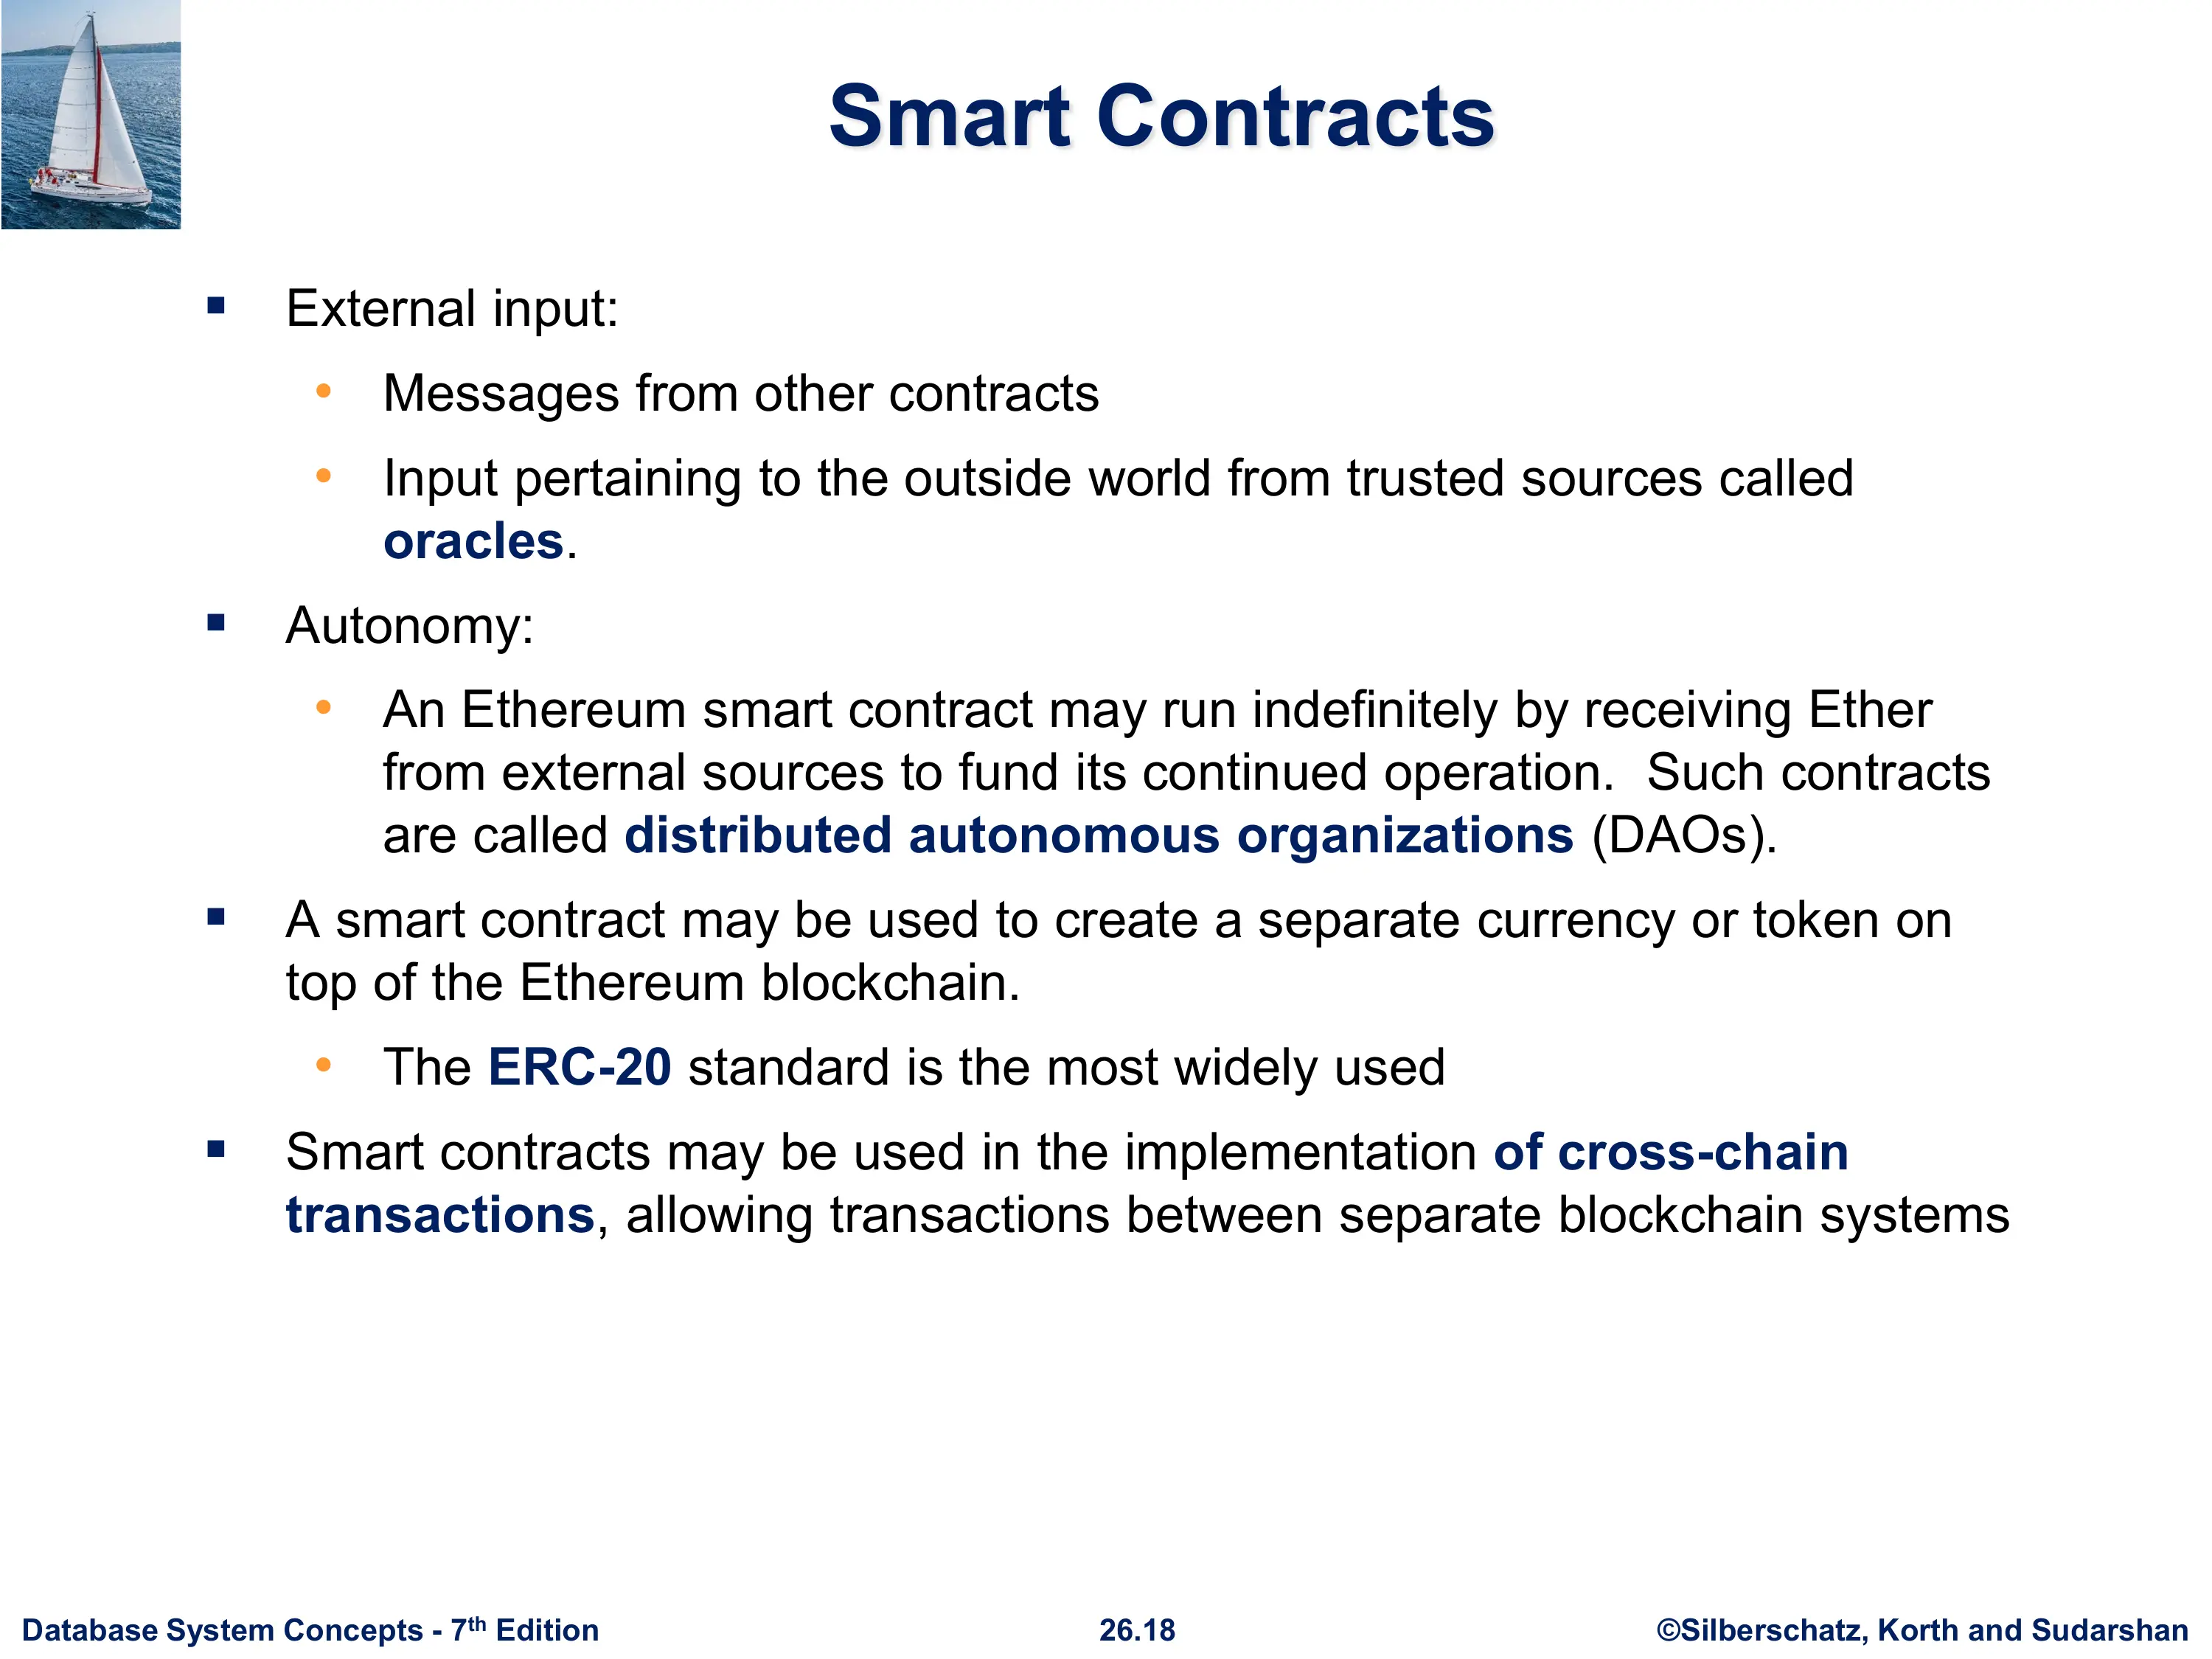 Smart Contracts
▪ External input:
• Messages from other contracts
• Input pertaining to the outside world from trusted sources called
oracles.
▪ Autonomy:
• An Ethereum smart contract may run indefinitely by receiving Ether
from external sources to fund its continued operation.  Such contracts
are called distributed autonomous organizations (DAOs).
▪ A smart contract may be used to create a separate currency or token on
top of the Ethereum blockchain.
• The ERC-20 standard is the most widely used
▪ Smart contracts may be used in the implementation of cross-chain
transactions, allowing transactions between separate blockchain systems
Database System Concepts - 7th Edition
26.18
©Silberschatz, Korth and Sudarshan